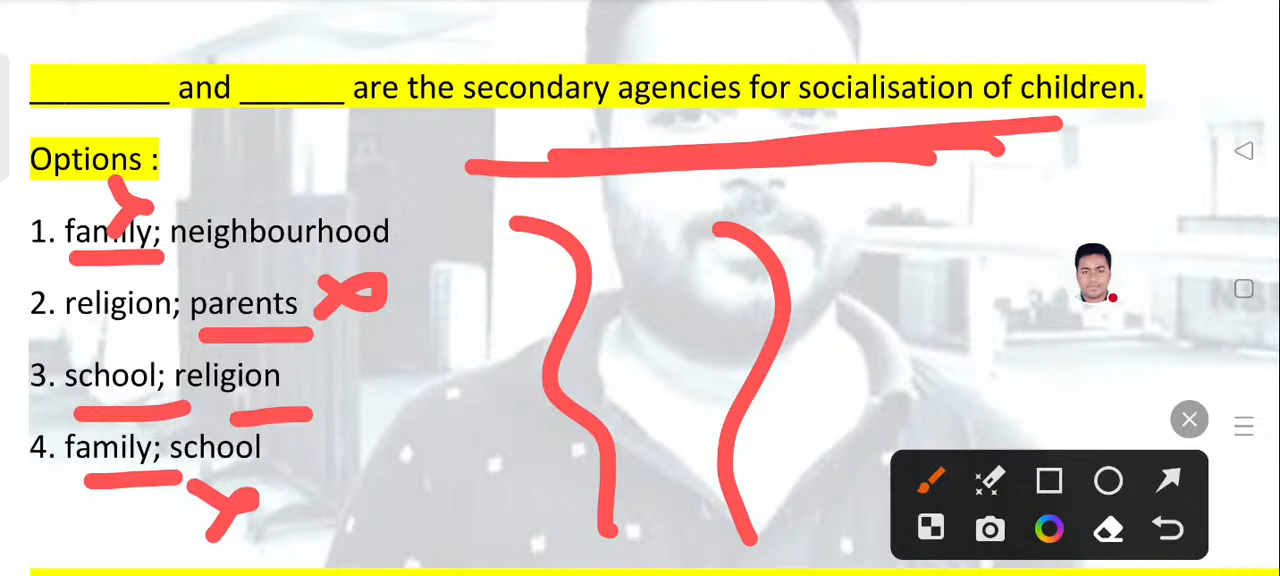 ________ and ______ are the secondary agencies for socialisation of children.
Options :
1. family; neighbourhood
2. religion; parents
3. school; religion
4. family; school